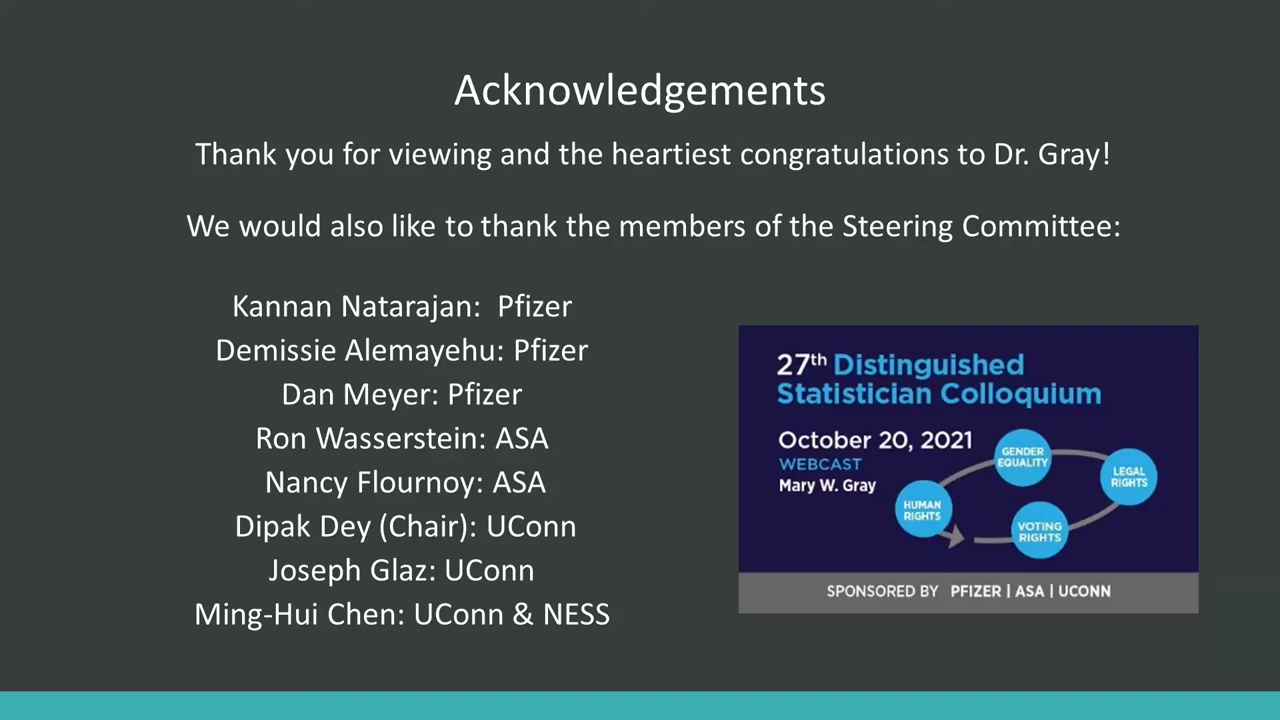 Acknowledgements
Thank you for viewing and the heartiest congratulations to Dr. Gray!
We would also like to thank the members of the Steering Committee:
Kannan Natarajan:  Pfizer
Demissie Alemayehu: Pfizer
Dan Meyer: Pfizer
Ron Wasserstein: ASA
Nancy Flournoy: ASA
Dipak Dey (Chair): UConn
Joseph Glaz: UConn
Ming-Hui Chen: UConn & NESS
27th Distinguished
Statistician Colloquium
October 20, 2021
WEBCAST
Mary W. Gray
GENDER
EQUALITY
LEGAL
RIGHTS
HUMAN
RIGHTS
VOTING
RIGHTS
SPONSORED BY PFIZER | ASA | UCONN